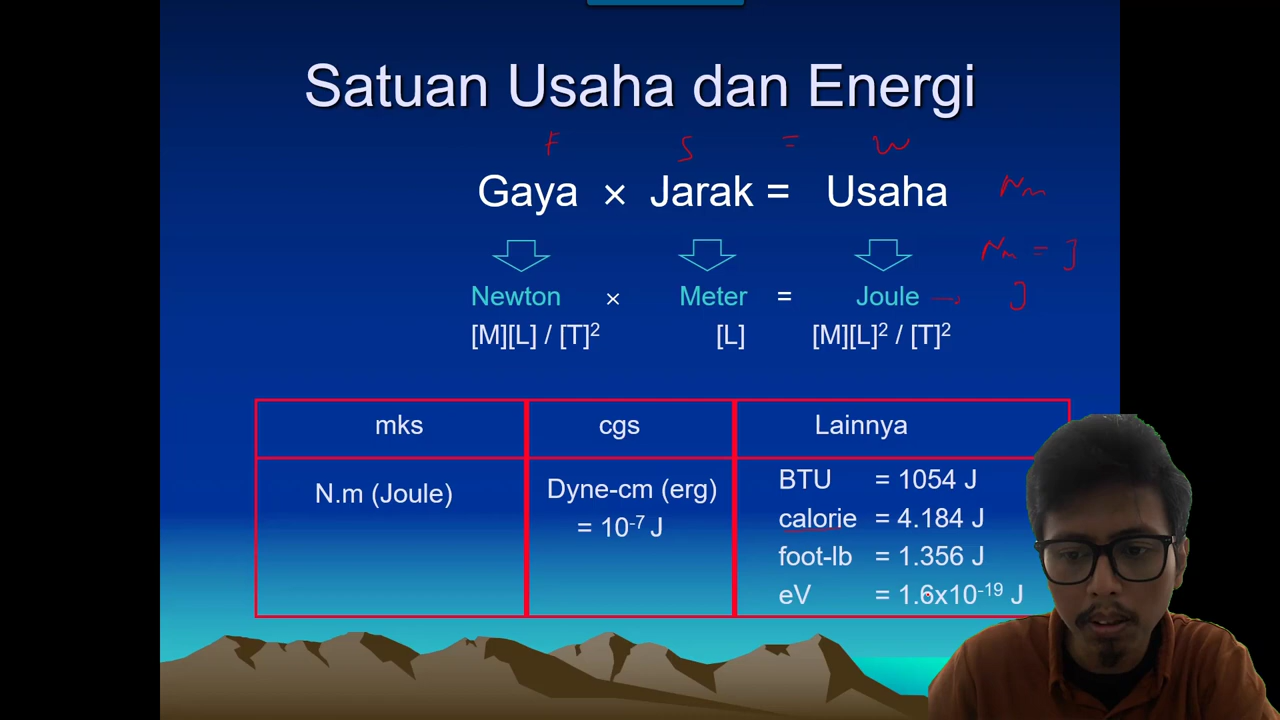 Satuan Usaha dan Energi
F S = W
Gaya × Jarak = Usaha Nm
Nm = J
Newton × Meter = Joule → J
[M][L] / [T]² [L] [M][L]² / [T]²
mks cgs Lainnya
N.m (Joule)
Dyne-cm (erg)
= 10⁻⁷ J
BTU = 1054 J
calorie = 4.184 J
foot-lb = 1.356 J
eV = 1.6x10⁻¹⁹ J